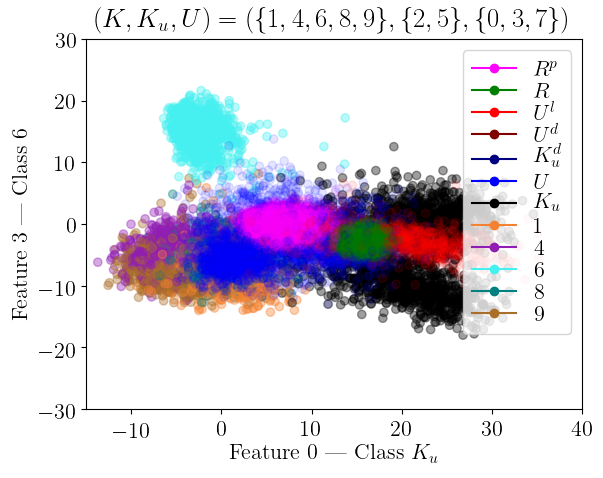 (K, K_u, U) = ({1, 4, 6, 8, 9}, {2, 5}, {0, 3, 7})
30
20
10
0
−10
−20
−30
Feature 3 — Class 6
R^p
R
U^l
U^d
K_u^d
U
K_u
1
4
6
8
9
−10
0
10
20
30
40
Feature 0 — Class K_u